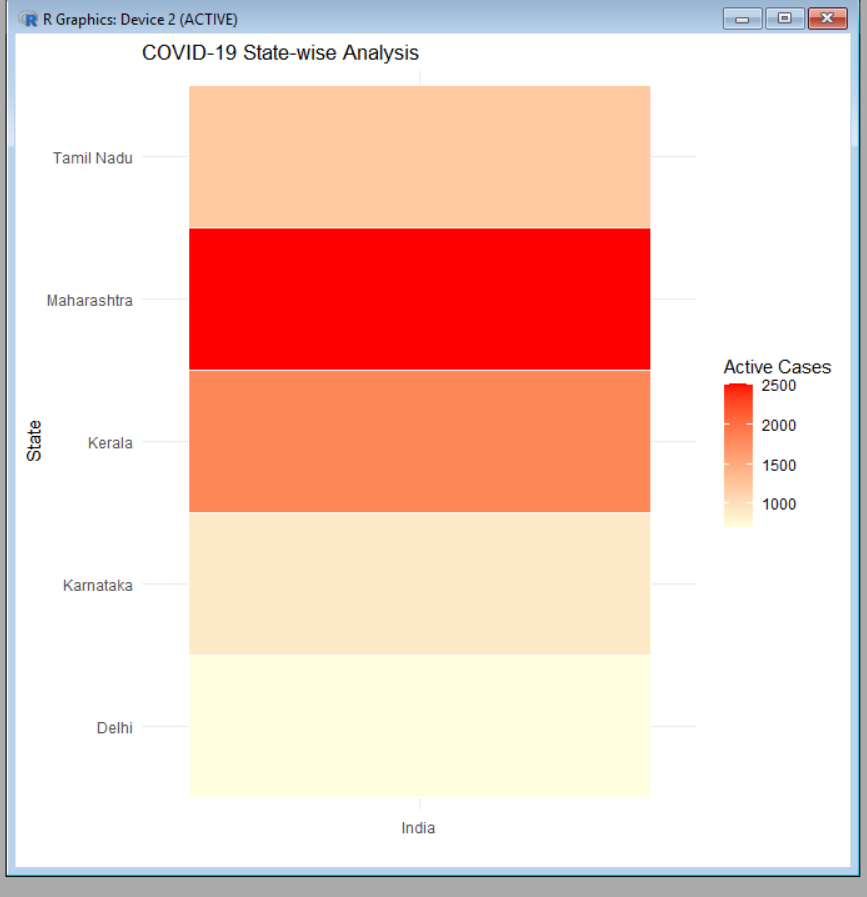 R Graphics: Device 2 (ACTIVE)
COVID-19 State-wise Analysis
Tamil Nadu
Maharashtra
Kerala
Karnataka
Delhi
State
India
Active Cases
2500
2000
1500
1000